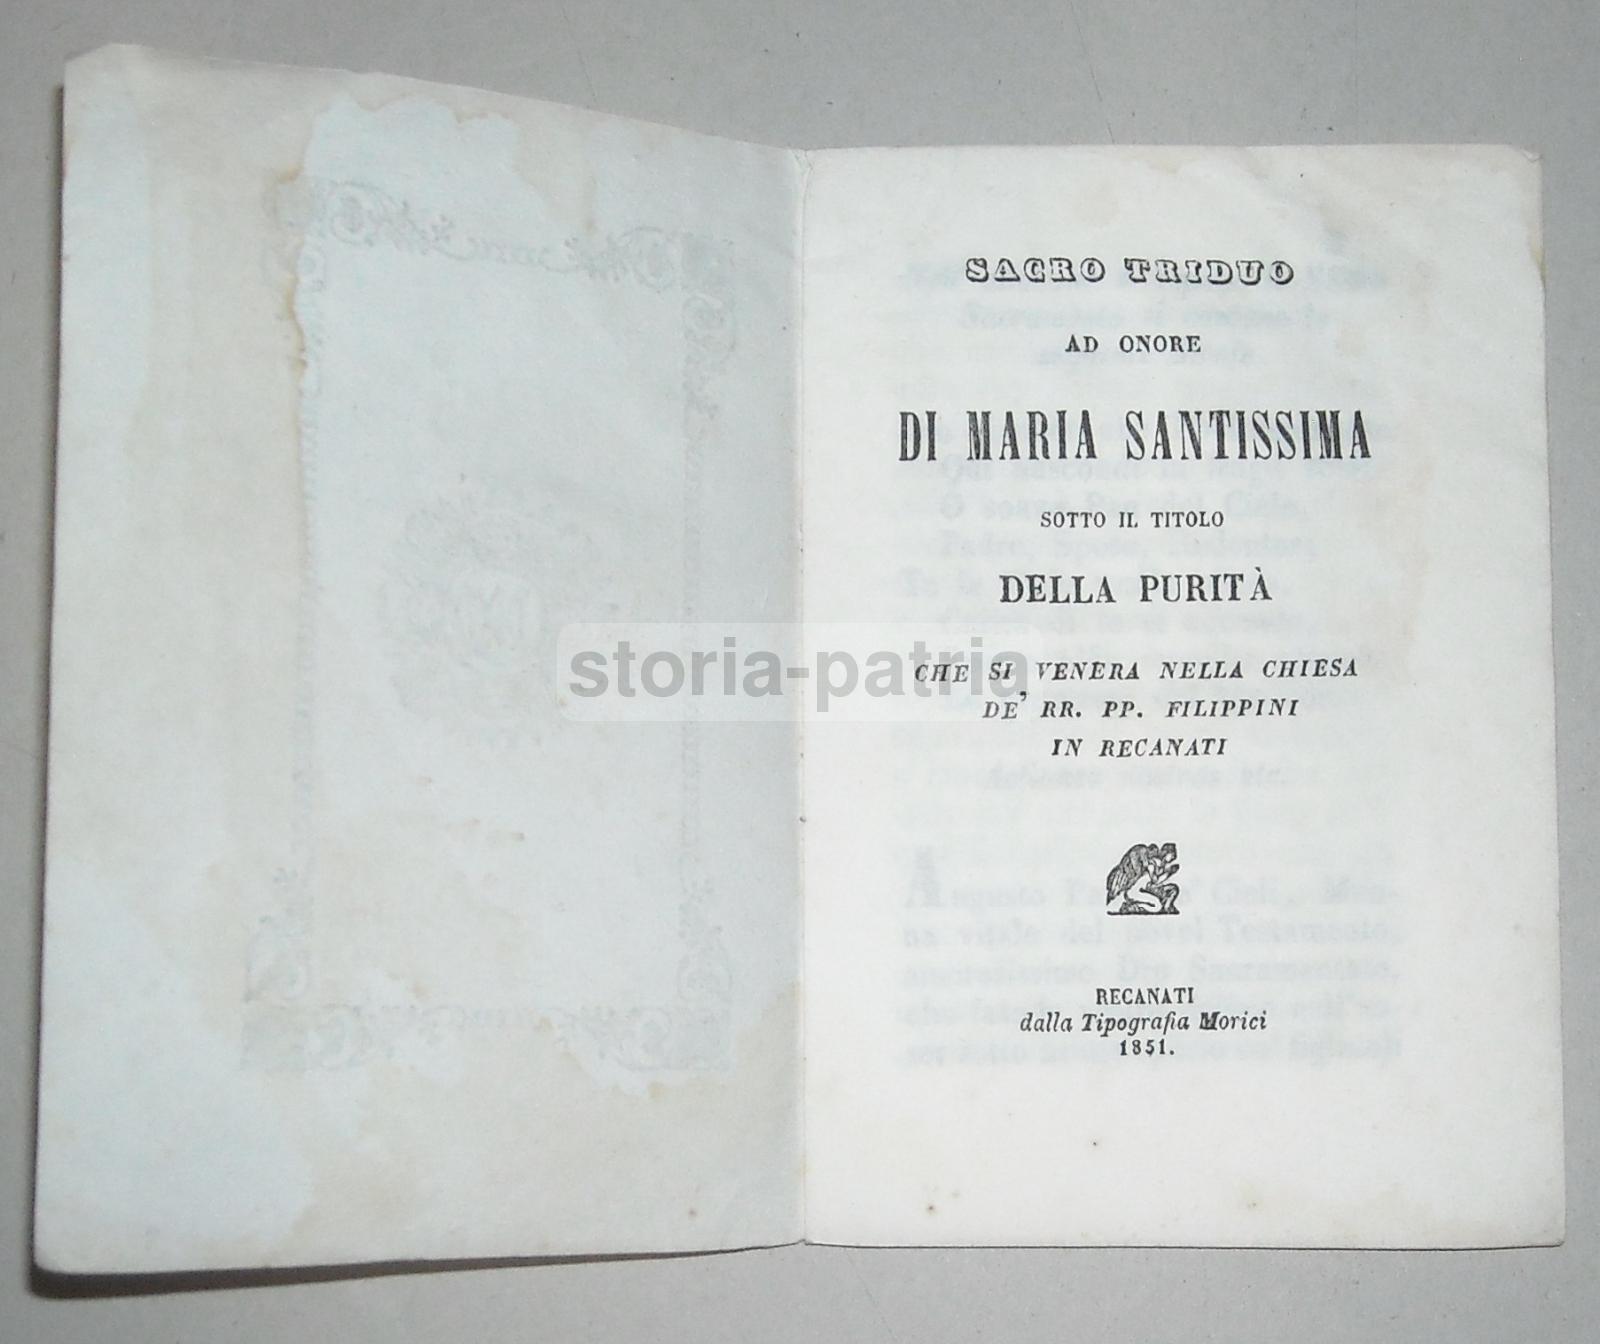 SACRO TRIDUO
AD ONORE
DI MARIA SANTISSIMA
SOTTO IL TITOLO
DELLA PURITÀ
storia-patria
CHE SI VENERA NELLA CHIESA
DE' RR. PP. FILIPPINI
IN RECANATI
RECANATI
dalla Tipografia Morici
1851.